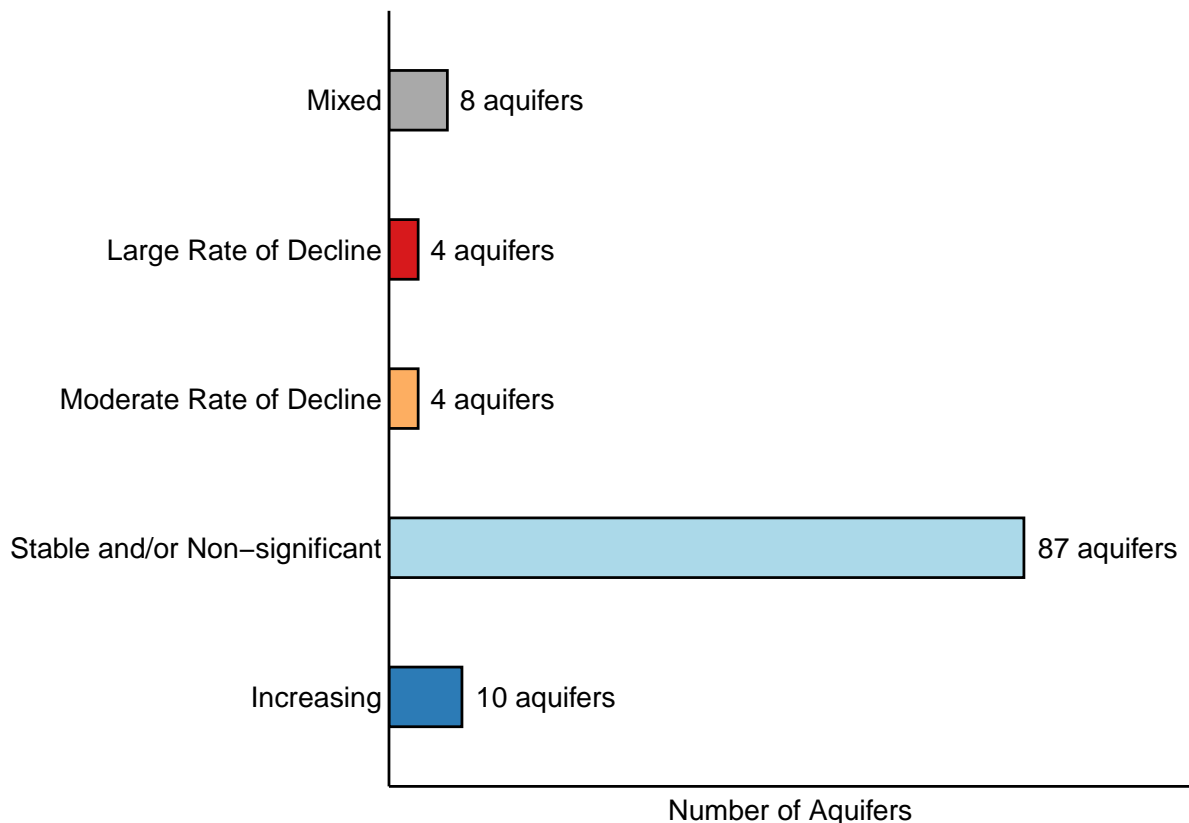 Mixed
8 aquifers
Large Rate of Decline
4 aquifers
Moderate Rate of Decline
4 aquifers
Stable and/or Non−significant
87 aquifers
Increasing
10 aquifers
Number of Aquifers